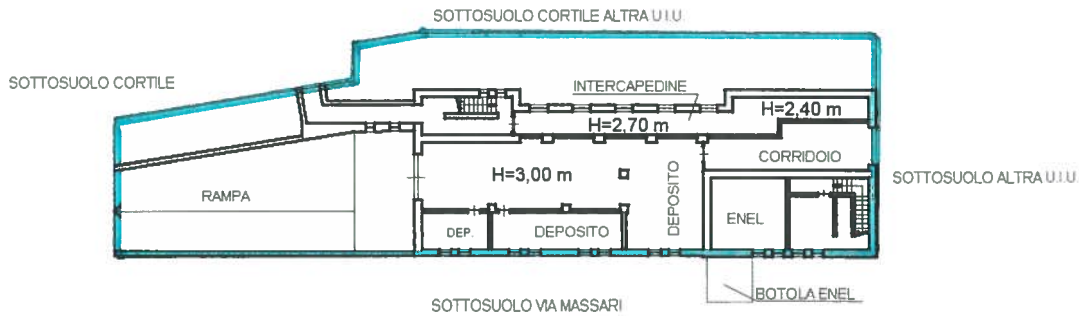 SOTTOSUOLO CORTILE ALTRA U.I.U.
SOTTOSUOLO CORTILE
INTERCAPEDINE
H=2,40 m
H=2,70 m
CORRIDOIO
H=3,00 m
SOTTOSUOLO ALTRA U.I.U.
RAMPA
DEPOSITO
ENEL
DEP.
DEPOSITO
BOTOLA ENEL
SOTTOSUOLO VIA MASSARI